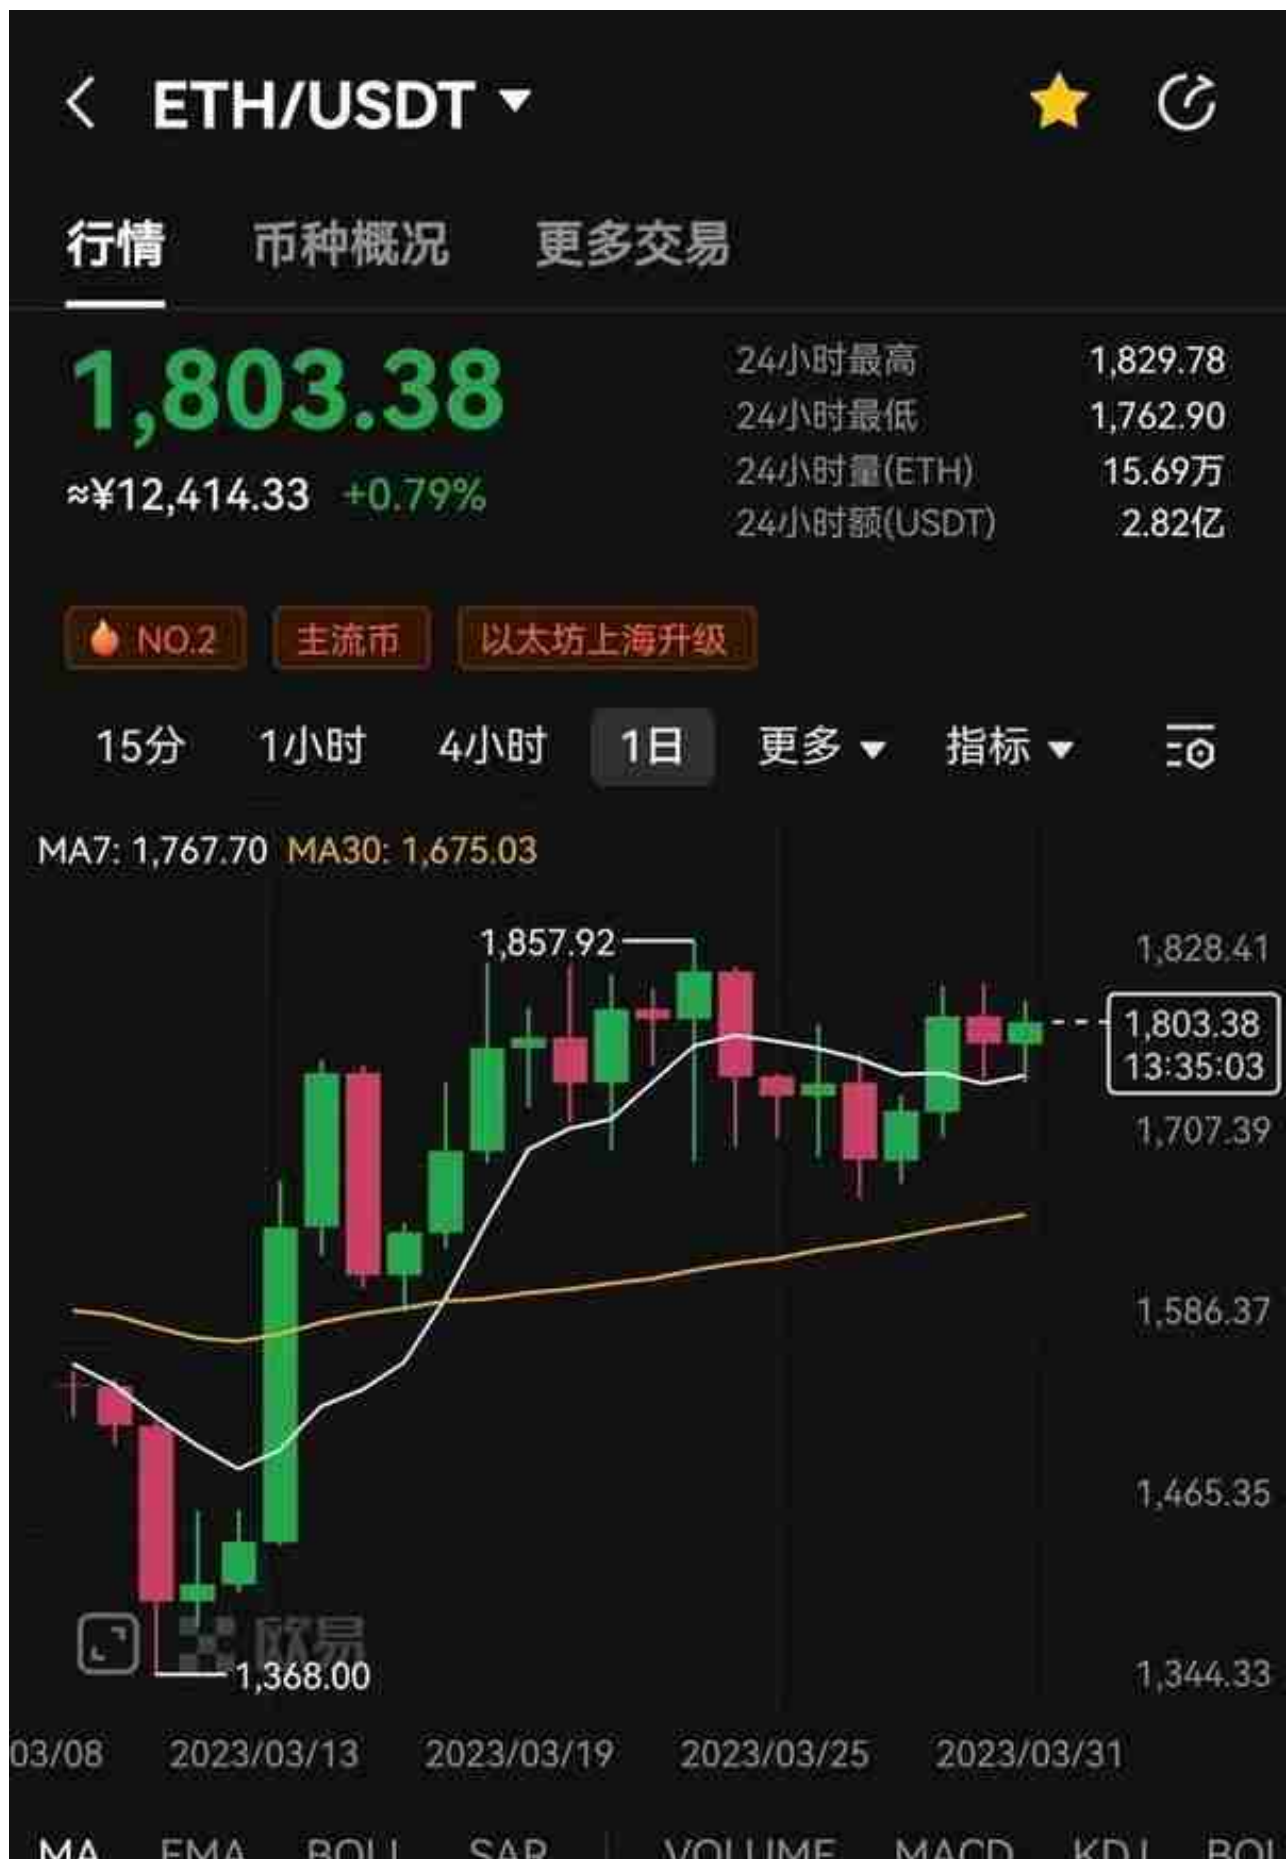 ETH/USDT
行情 币种概况 更多交易
1,803.38
≈¥12,414.33 +0.79%
24小时最高 1,829.78
24小时最低 1,762.90
24小时量(ETH) 15.69万
24小时额(USDT) 2.82亿
NO.2 主流币 以太坊上海升级
15分 1小时 4小时 1日 更多 指标
MA7: 1,767.70 MA30: 1,675.03
1,857.92
1,828.41
1,803.38
13:35:03
1,707.39
1,586.37
1,465.35
欧易
1,368.00
1,344.33
03/08 2023/03/13 2023/03/19 2023/03/25 2023/03/31
MA EMA BOLL SAR VOLUME MACD KDJ